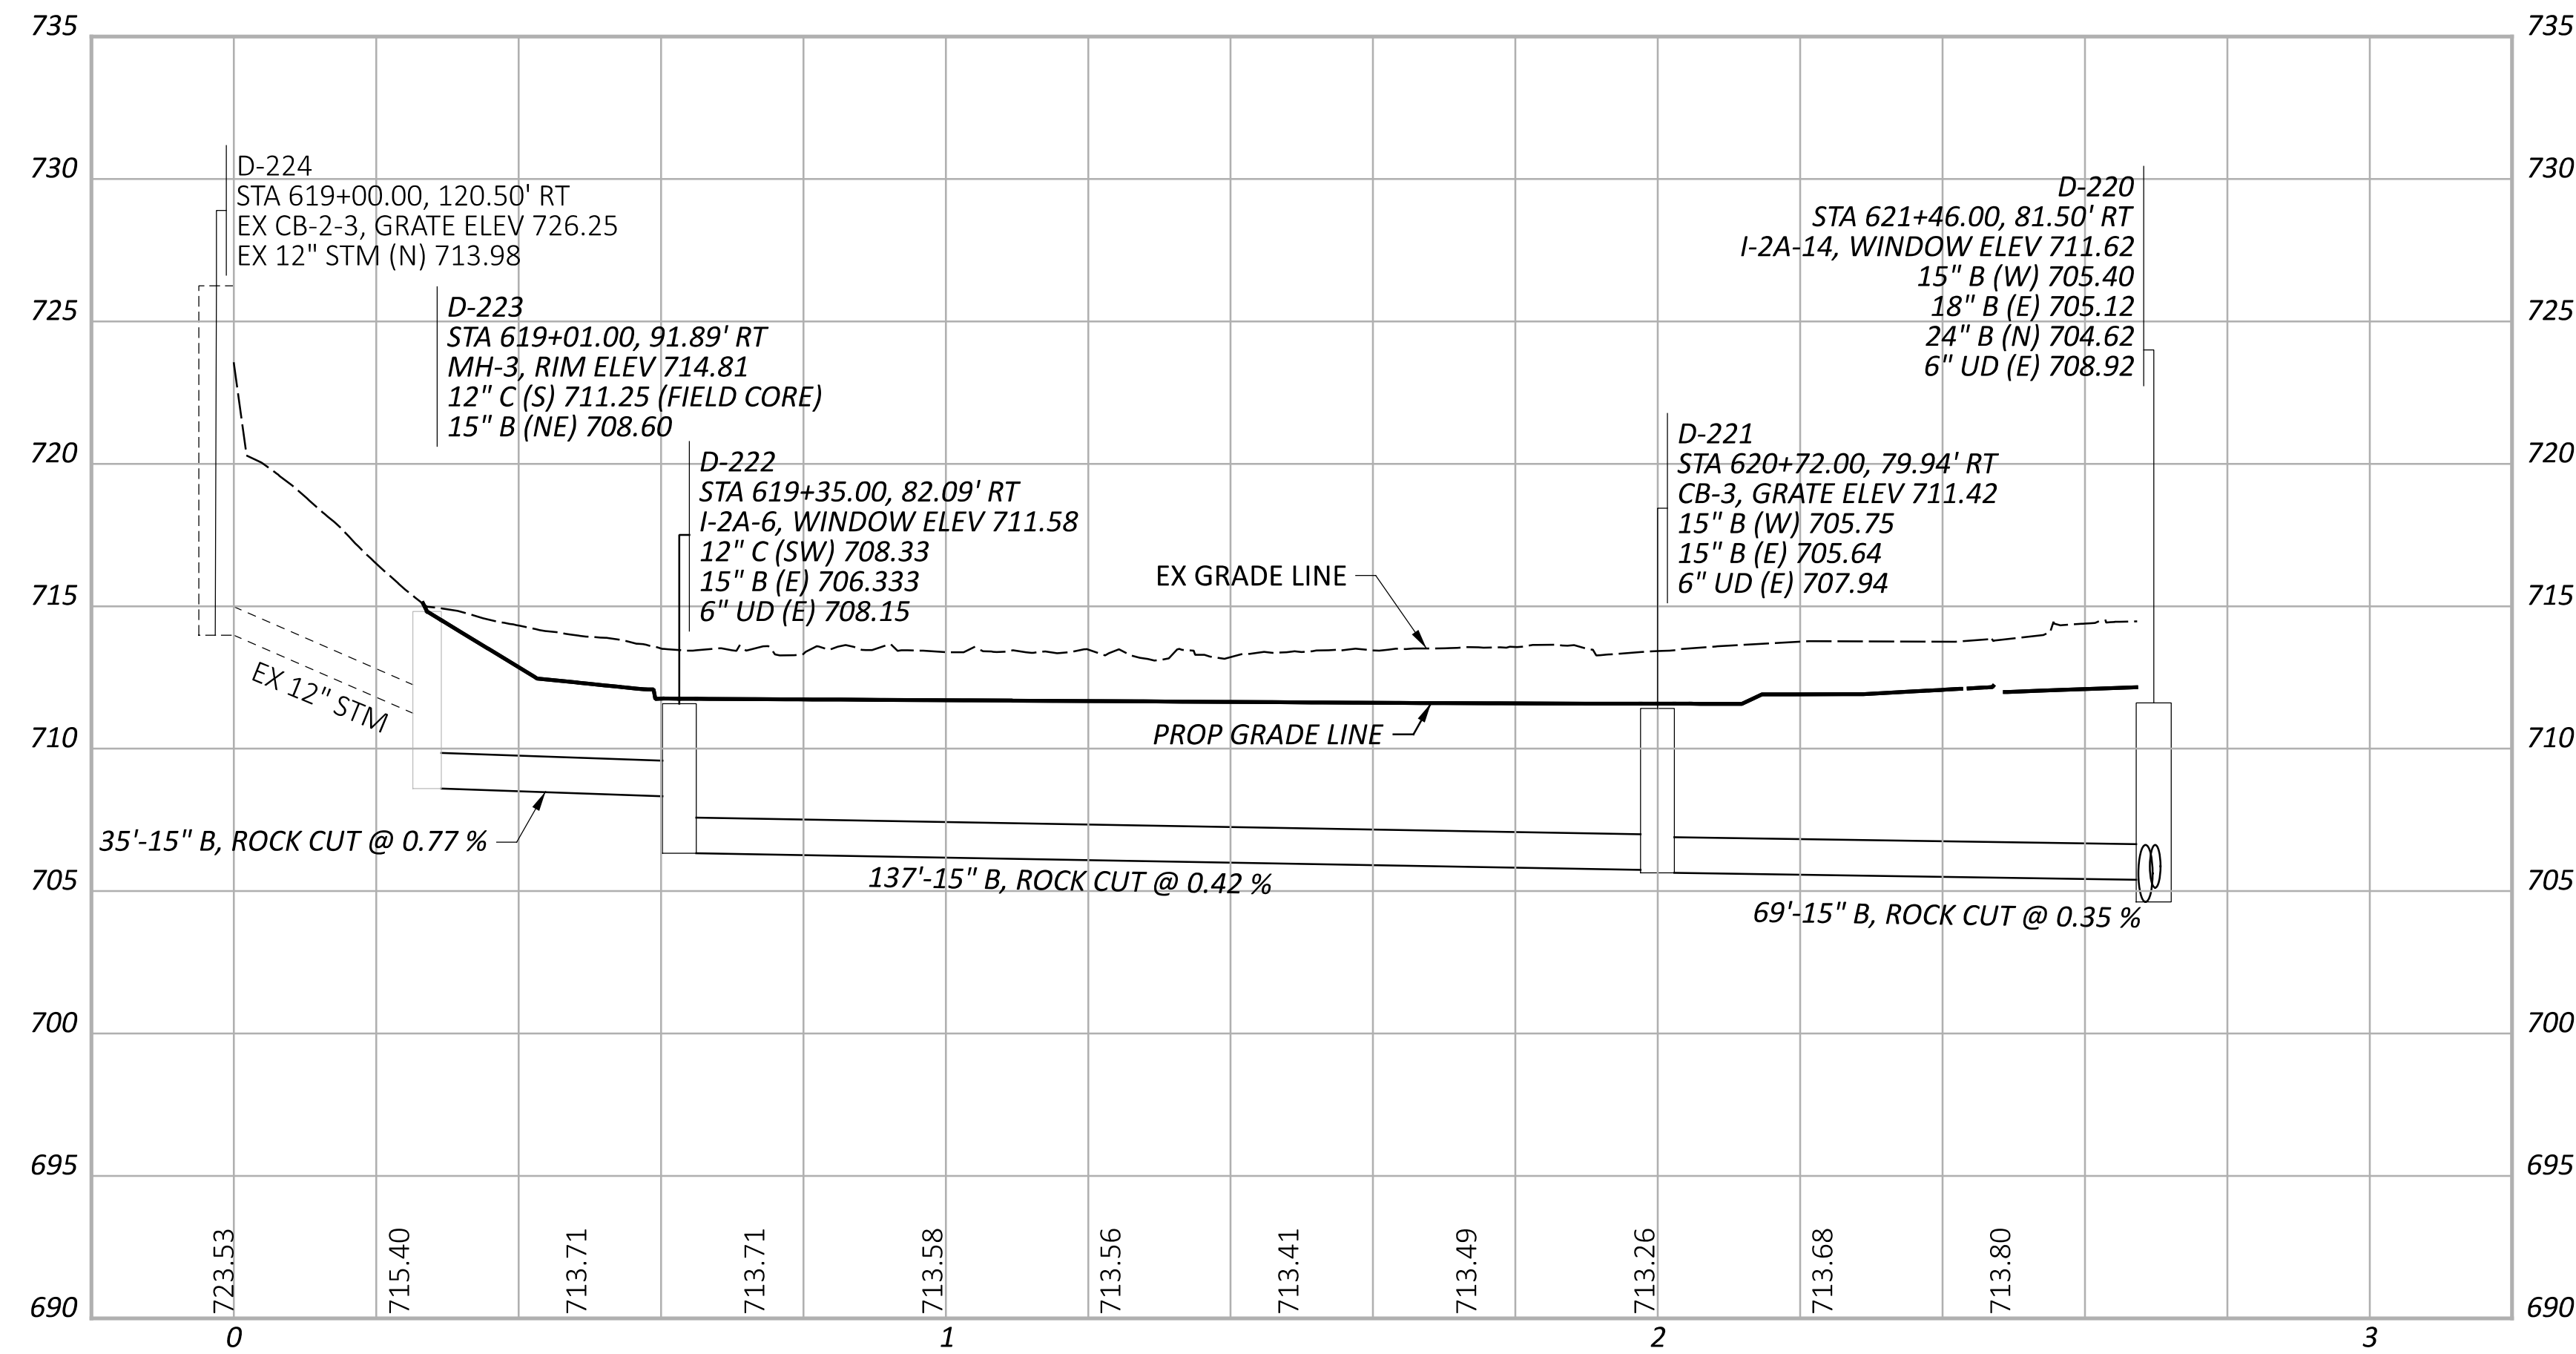 735
735
730
730
725
725
720
720
715
715
710
710
705
705
700
700
695
695
690
690
D-224
STA 619+00.00, 120.50' RT
EX CB-2-3, GRATE ELEV 726.25
EX 12" STM (N) 713.98
D-223
STA 619+01.00, 91.89' RT
MH-3, RIM ELEV 714.81
12" C (S) 711.25 (FIELD CORE)
15" B (NE) 708.60
D-222
STA 619+35.00, 82.09' RT
I-2A-6, WINDOW ELEV 711.58
12" C (SW) 708.33
15" B (E) 706.333
6" UD (E) 708.15
D-221
STA 620+72.00, 79.94' RT
CB-3, GRATE ELEV 711.42
15" B (W) 705.75
15" B (E) 705.64
6" UD (E) 707.94
D-220
STA 621+46.00, 81.50' RT
I-2A-14, WINDOW ELEV 711.62
15" B (W) 705.40
18" B (E) 705.12
24" B (N) 704.62
6" UD (E) 708.92
EX GRADE LINE
PROP GRADE LINE
EX 12" STM
35'-15" B, ROCK CUT @ 0.77 %
137'-15" B, ROCK CUT @ 0.42 %
69'-15" B, ROCK CUT @ 0.35 %
723.53
715.40
713.71
713.71
713.58
713.56
713.41
713.49
713.26
713.68
713.80
0
1
2
3